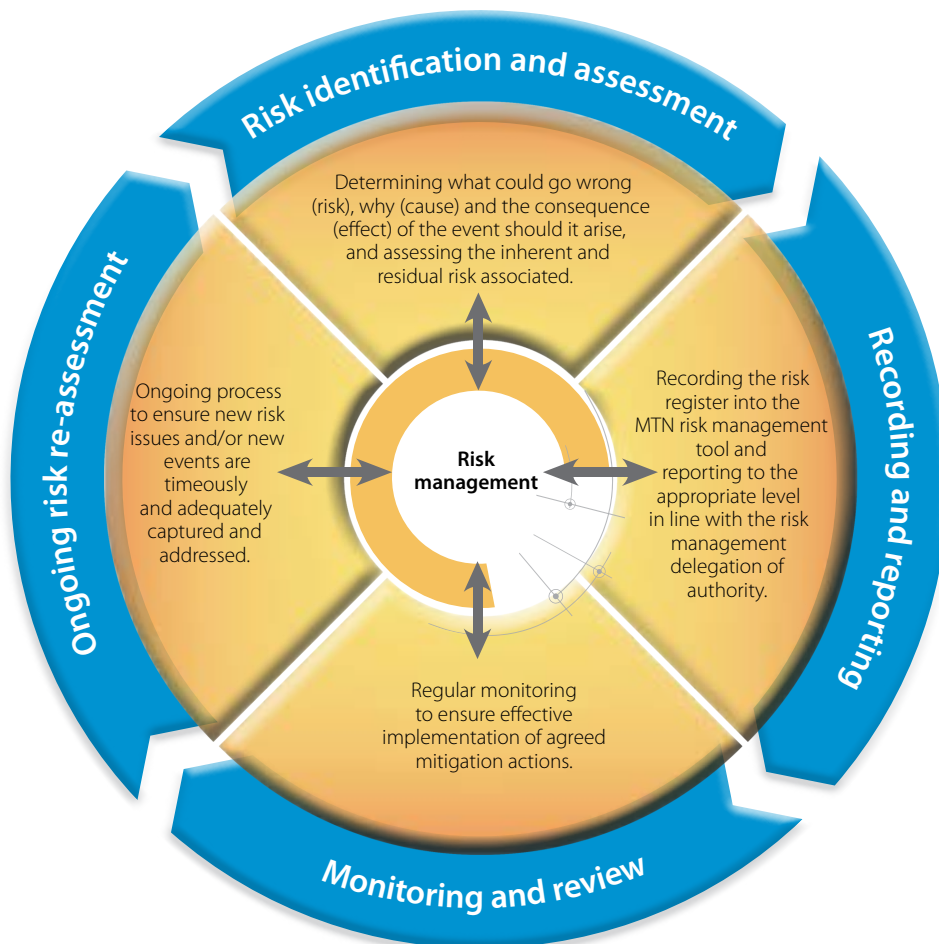 Risk identification and assessment
Determining what could go wrong
(risk), why (cause) and the consequence
(effect) of the event should it arise,
and assessing the inherent and
residual risk associated.
Recording and reporting
Recording the risk
register into the
MTN risk management
tool and
reporting to the
appropriate level
in line with the risk
management
delegation of
authority.
Monitoring and review
Regular monitoring
to ensure effective
implementation of agreed
mitigation actions.
Ongoing risk re-assessment
Ongoing process
to ensure new risk
issues and/or new
events are
timeously
and adequately
captured and
addressed.
Risk
management